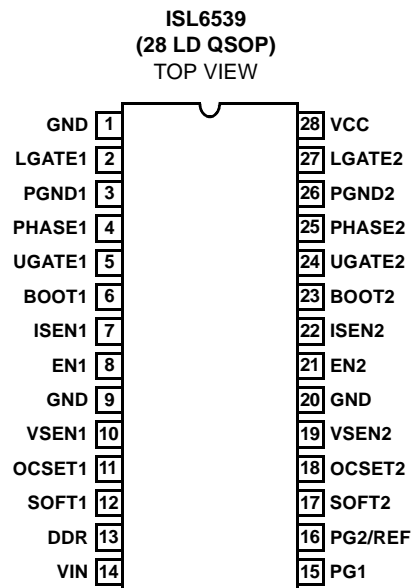 ISL6539
(28 LD QSOP)
TOP VIEW
GND 1 28 VCC
LGATE1 2 27 LGATE2
PGND1 3 26 PGND2
PHASE1 4 25 PHASE2
UGATE1 5 24 UGATE2
BOOT1 6 23 BOOT2
ISEN1 7 22 ISEN2
EN1 8 21 EN2
GND 9 20 GND
VSEN1 10 19 VSEN2
OCSET1 11 18 OCSET2
SOFT1 12 17 SOFT2
DDR 13 16 PG2/REF
VIN 14 15 PG1